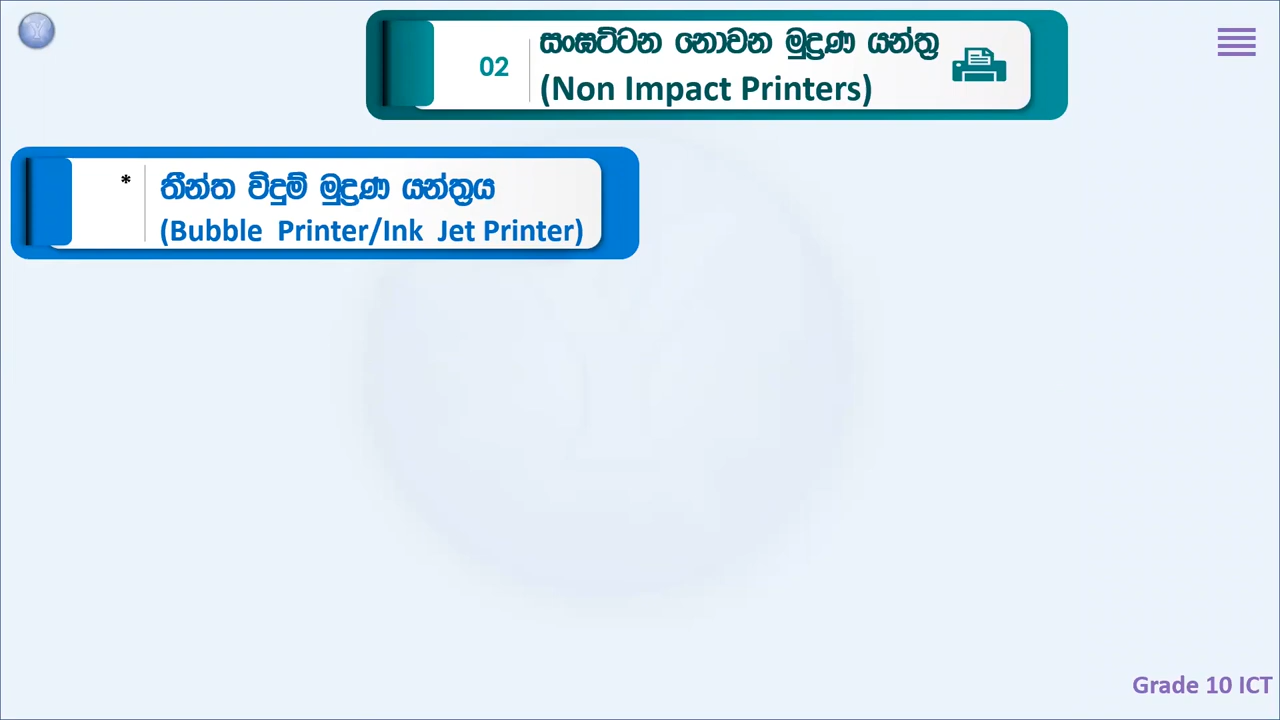 02
සංඝට්ටන නොවන මුද්‍රණ යන්ත්‍ර
(Non Impact Printers)
*
තීන්ත විදුම් මුද්‍රණ යන්ත්‍රය
(Bubble Printer/Ink Jet Printer)
Grade 10 ICT